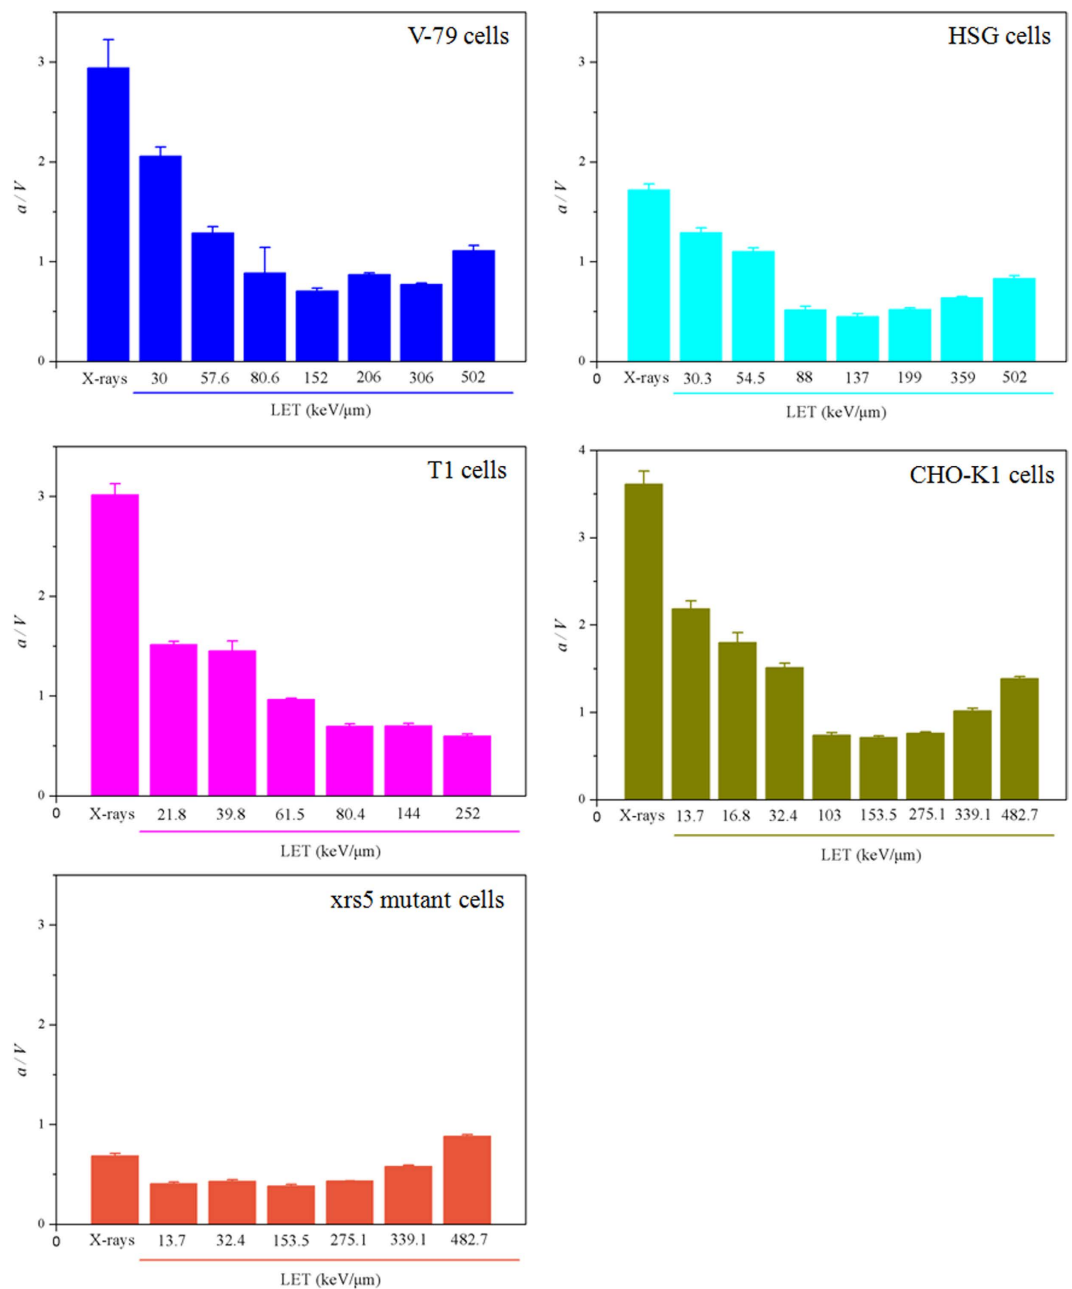 V-79 cells
3
2
1
0
a / V
X-rays 30 57.6 80.6 152 206 306 502
LET (keV/μm)
HSG cells
3
2
1
0
a / V
0 X-rays 30.3 54.5 88 137 199 359 502
LET (keV/μm)
T1 cells
3
2
1
0
a / V
0 X-rays 21.8 39.8 61.5 80.4 144 252
LET (keV/μm)
CHO-K1 cells
4
3
2
1
0
a / V
0 X-rays 13.7 16.8 32.4 103 153.5 275.1 339.1 482.7
LET (keV/μm)
xrs5 mutant cells
3
2
1
0
a / V
0 X-rays 13.7 32.4 153.5 275.1 339.1 482.7
LET (keV/μm)